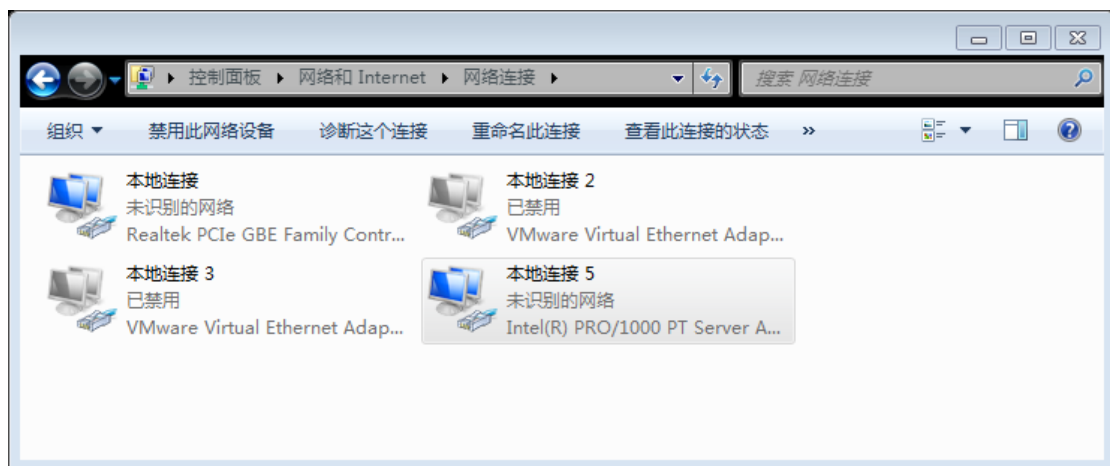 控制面板 ▸ 网络和 Internet ▸ 网络连接 ▸ 搜索 网络连接
组织 ▼ 禁用此网络设备 诊断这个连接 重命名此连接 查看此连接的状态 »
本地连接
未识别的网络
Realtek PCIe GBE Family Contr...
本地连接 2
已禁用
VMware Virtual Ethernet Adap...
本地连接 3
已禁用
VMware Virtual Ethernet Adap...
本地连接 5
未识别的网络
Intel(R) PRO/1000 PT Server A...